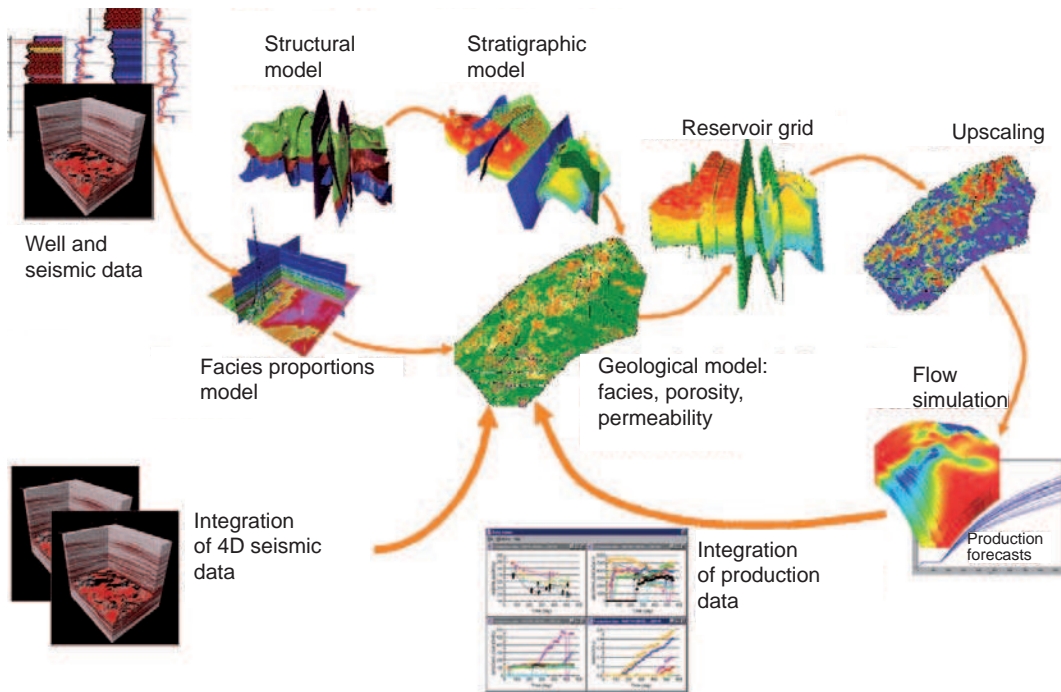 Structural
model
Stratigraphic
model
Reservoir grid
Upscaling
Well and
seismic data
Facies proportions
model
Geological model:
facies, porosity,
permeability
Flow
simulation
Production
forecasts
Integration
of 4D seismic
data
Integration
of production
data